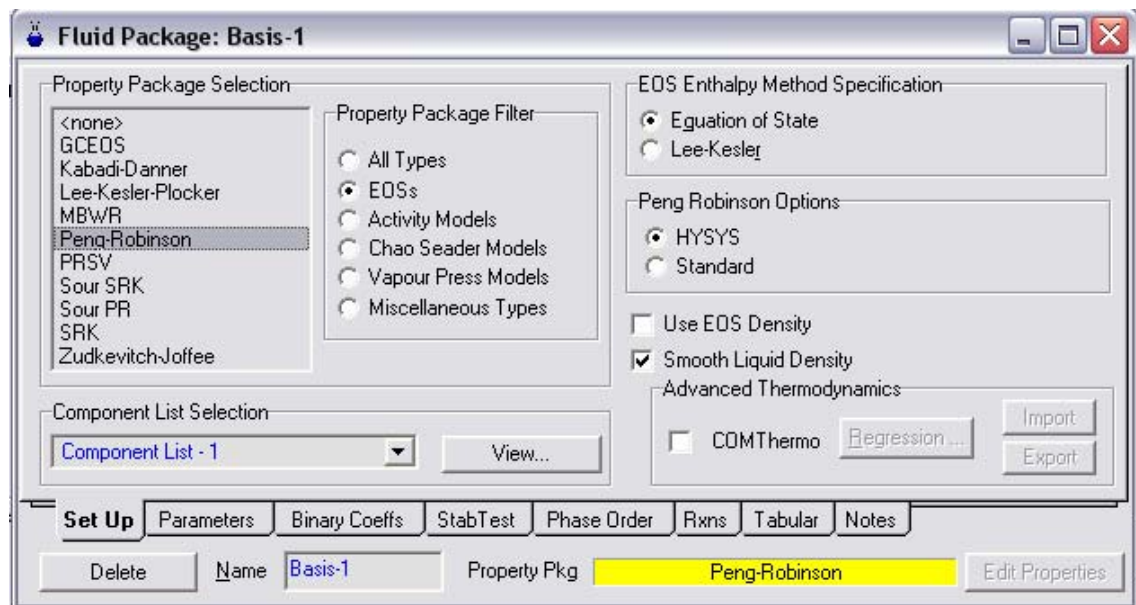 Fluid Package: Basis-1
Property Package Selection
<none>
GCEOS
Kabadi-Danner
Lee-Kesler-Plocker
MBWR
Peng-Robinson
PRSV
Sour SRK
Sour PR
SRK
Zudkevitch-Joffee
Property Package Filter
All Types
EOSs
Activity Models
Chao Seader Models
Vapour Press Models
Miscellaneous Types
EOS Enthalpy Method Specification
Equation of State
Lee-Kesler
Peng Robinson Options
HYSYS
Standard
Use EOS Density
Smooth Liquid Density
Advanced Thermodynamics
COMThermo
Regression ...
Import
Export
Component List Selection
Component List - 1
View...
Set Up Parameters Binary Coeffs StabTest Phase Order Rxns Tabular Notes
Delete Name Basis-1 Property Pkg Peng-Robinson Edit Properties